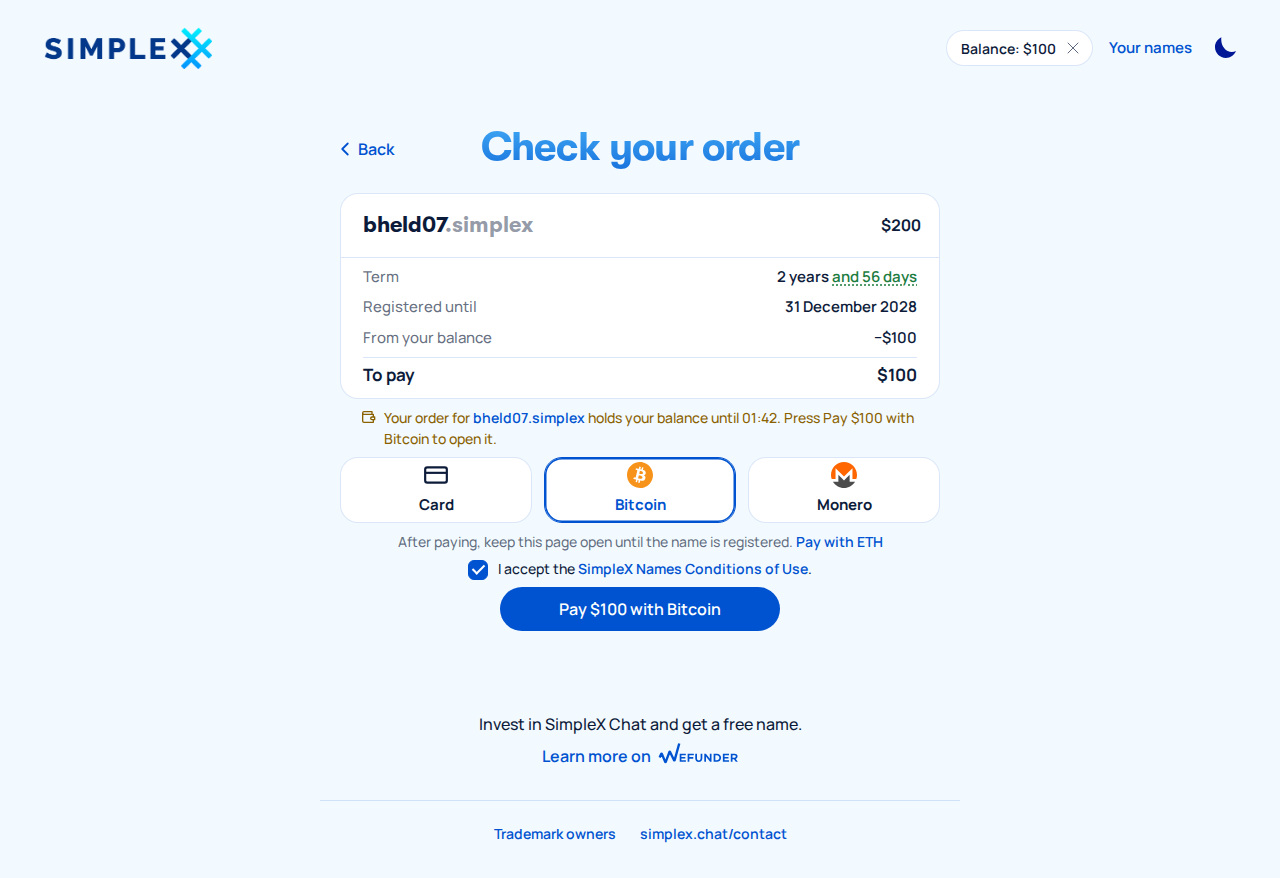 SIMPLEX
Balance: $100
Your names
Back
Check your order
bheld07.simplex
$200
Term
2 years and 56 days
Registered until
31 December 2028
From your balance
−$100
To pay
$100
Your order for bheld07.simplex holds your balance until 01:42. Press Pay $100 with
Bitcoin to open it.
Card
Bitcoin
Monero
After paying, keep this page open until the name is registered. Pay with ETH
I accept the SimpleX Names Conditions of Use.
Pay $100 with Bitcoin
Invest in SimpleX Chat and get a free name.
Learn more on WEFUNDER
Trademark owners
simplex.chat/contact